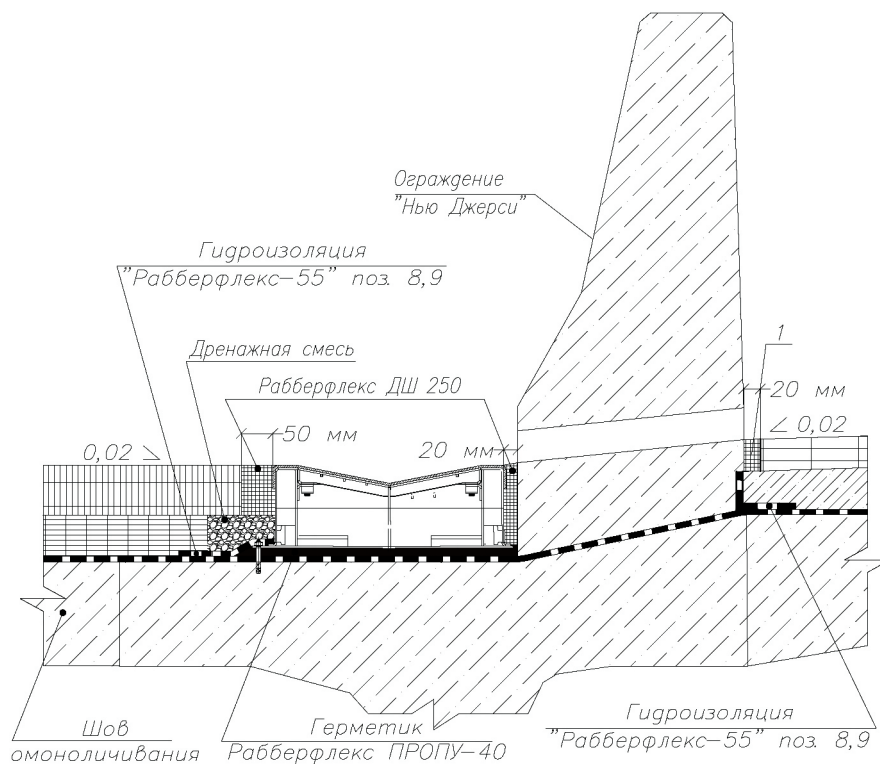 Ограждение
"Нью Джерси"
Гидроизоляция
"Рабберфлекс-55" поз. 8,9
Дренажная смесь
Рабберфлекс ДШ 250
1
20 мм
50 мм
20 мм
0,02
0,02
Шов
омоноличивания
Герметик
Рабберфлекс ПРОПУ-40
Гидроизоляция
"Рабберфлекс-55" поз. 8,9